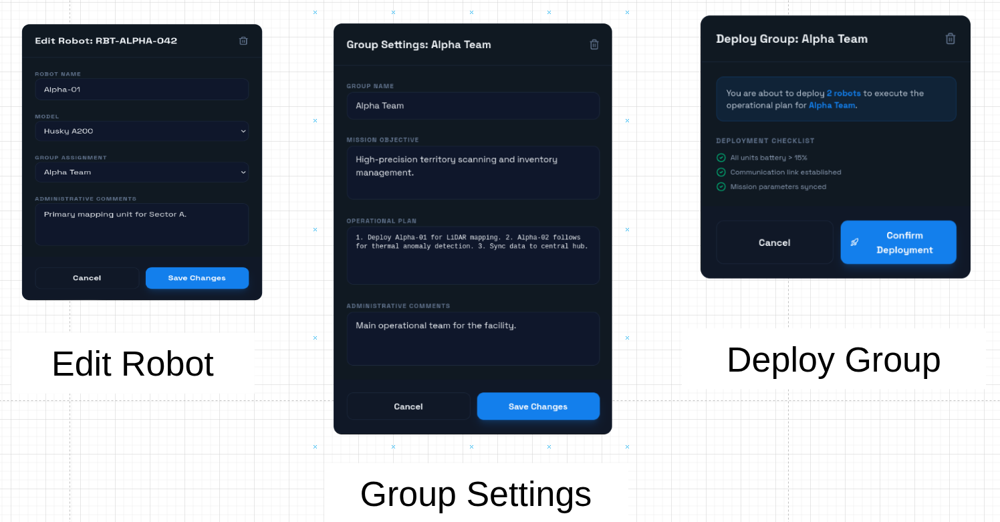 Edit Robot: RBT-ALPHA-042
ROBOT NAME
Alpha-01
MODEL
Husky A200
GROUP ASSIGNMENT
Alpha Team
ADMINISTRATIVE COMMENTS
Primary mapping unit for Sector A.
Cancel
Save Changes
Edit Robot
Group Settings: Alpha Team
GROUP NAME
Alpha Team
MISSION OBJECTIVE
High-precision territory scanning and inventory
management.
OPERATIONAL PLAN
1. Deploy Alpha-01 for LiDAR mapping. 2. Alpha-02 follows
for thermal anomaly detection. 3. Sync data to central hub.
ADMINISTRATIVE COMMENTS
Main operational team for the facility.
Cancel
Save Changes
Group Settings
Deploy Group: Alpha Team
You are about to deploy 2 robots to execute the
operational plan for Alpha Team.
DEPLOYMENT CHECKLIST
All units battery > 15%
Communication link established
Mission parameters synced
Cancel
Confirm
Deployment
Deploy Group